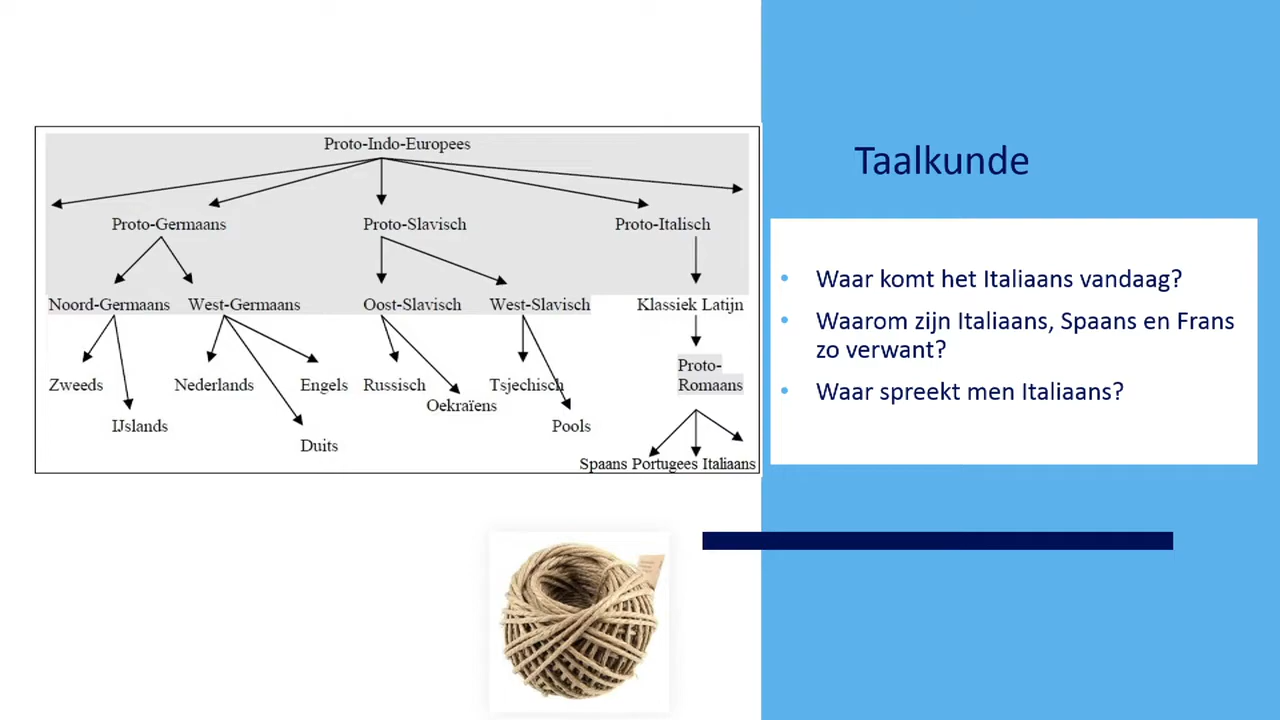 Proto-Indo-Europees
Proto-Germaans Proto-Slavisch Proto-Italisch
Noord-Germaans West-Germaans Oost-Slavisch West-Slavisch Klassiek Latijn
Proto-
Romaans
Zweeds Nederlands Engels Russisch Tsjechisch
Oekraïens
IJslands Pools
Duits
Spaans Portugees Italiaans
Taalkunde
• Waar komt het Italiaans vandaag?
• Waarom zijn Italiaans, Spaans en Frans
zo verwant?
• Waar spreekt men Italiaans?